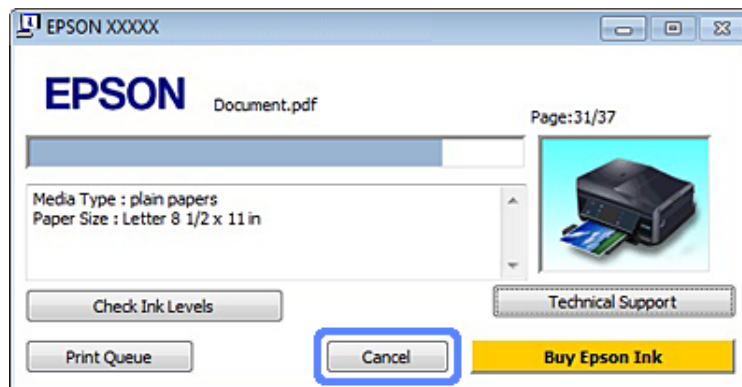 EPSON XXXXX
EPSON Document.pdf
Page:31/37
Media Type : plain papers
Paper Size : Letter 8 1/2 x 11 in
Check Ink Levels
Technical Support
Print Queue
Cancel
Buy Epson Ink